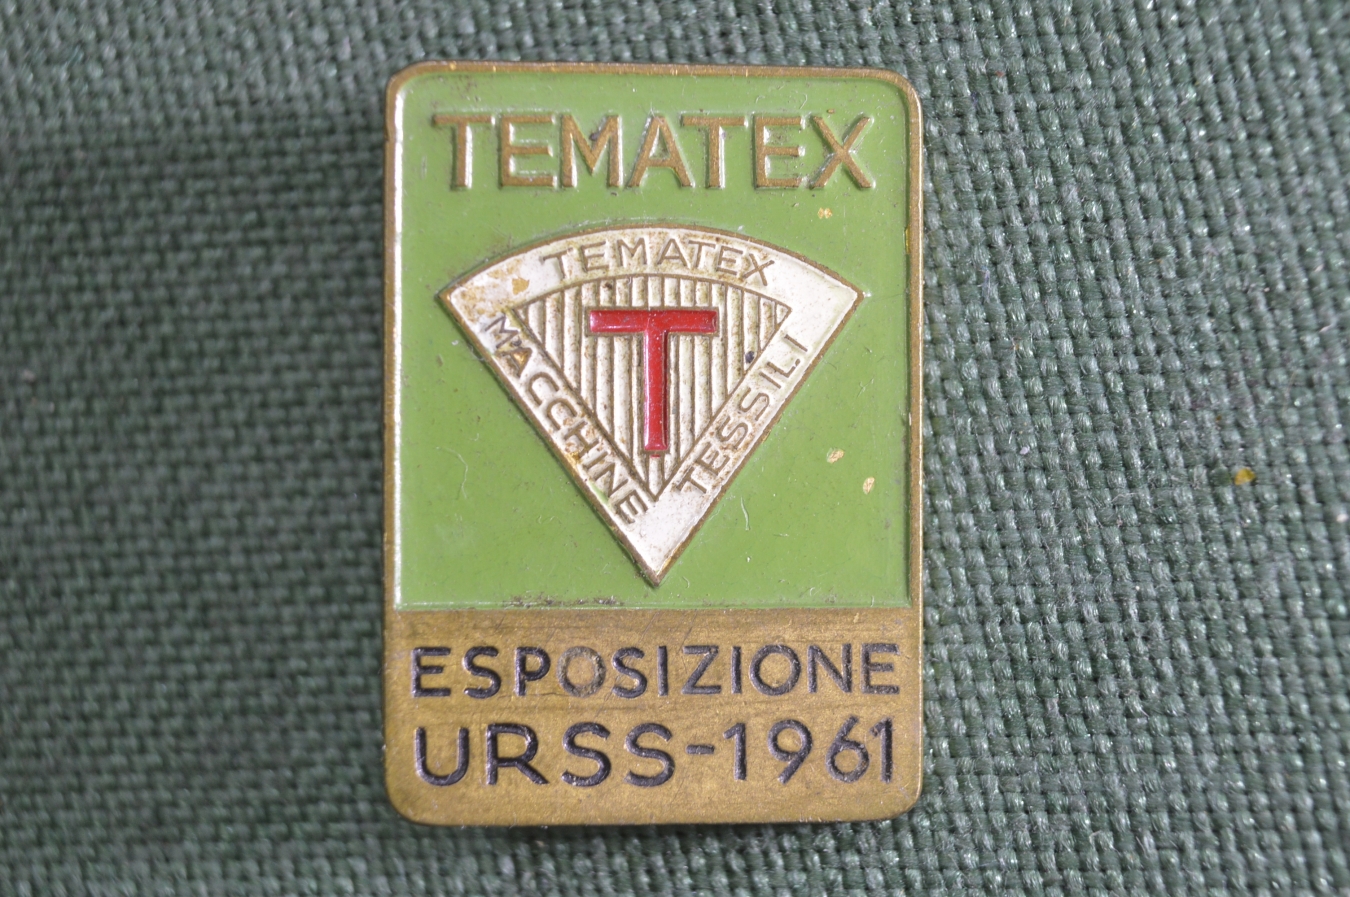 TEMATEX
TEMATEX
MACCHINE
TESSILI
T
ESPOSIZIONE
URSS-1961